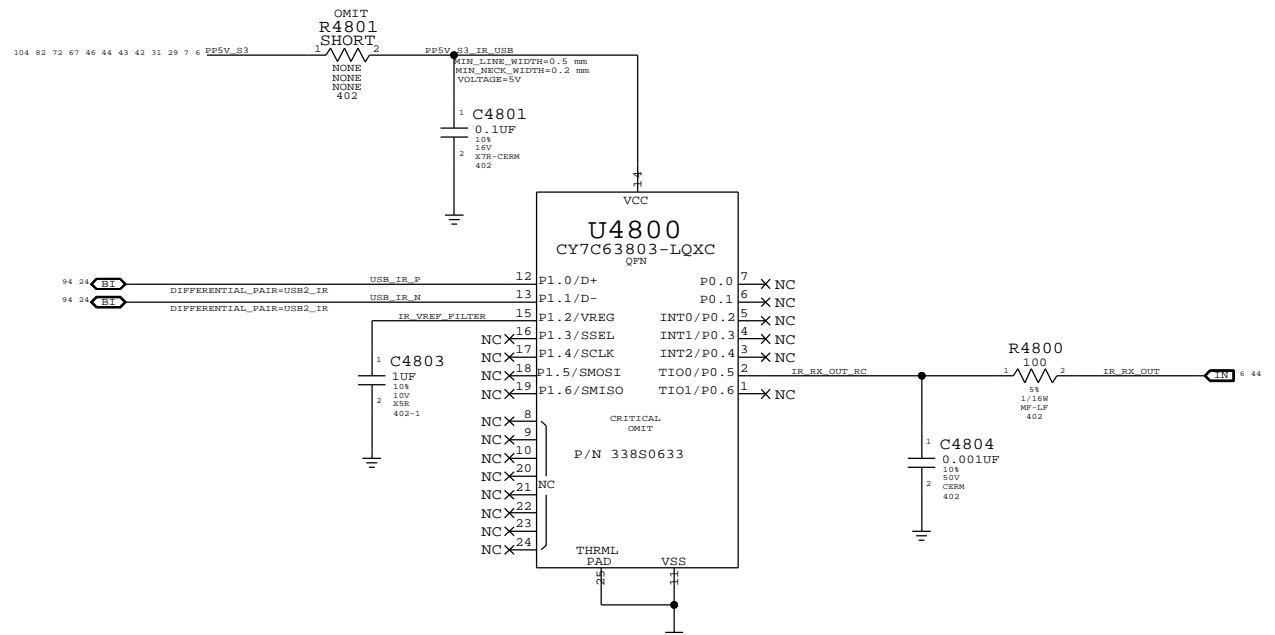 OMIT
R4801
SHORT
104 82 72 67 46 44 43 42 31 29 7 6 PP5V_S3
1 2
PP5V_S3_IR_USB
MIN_LINE_WIDTH=0.5 mm
MIN_NECK_WIDTH=0.2 mm
VOLTAGE=5V
NONE
NONE
NONE
402
1 C4801
0.1UF
10%
16V
2 X7R-CERM
402
14
VCC
U4800
CY7C63803-LQXC
QFN
94 24 BI USB_IR_P 12 P1.0/D+ P0.0 7 NC
DIFFERENTIAL_PAIR=USB2_IR
94 24 BI USB_IR_N 13 P1.1/D- P0.1 6 NC
DIFFERENTIAL_PAIR=USB2_IR
IR_VREF_FILTER 15 P1.2/VREG INT0/P0.2 5 NC
NC 16 P1.3/SSEL INT1/P0.3 4 NC
NC 17 P1.4/SCLK INT2/P0.4 3 NC
NC 18 P1.5/SMOSI TIO0/P0.5 2 IR_RX_OUT_RC
NC 19 P1.6/SMISO TIO1/P0.6 1 NC
1 C4803
1UF
10%
10V
2 X5R
402-1
R4800
100
1 2 IR_RX_OUT IN 6 44
5%
1/16W
MF-LF
402
NC 8
NC 9
NC 10
NC 20
NC 21
NC 22
NC 23
NC 24
NC
CRITICAL
OMIT
P/N 338S0633
1 C4804
0.001UF
10%
50V
2 CERM
402
THRML
PAD VSS
25 11